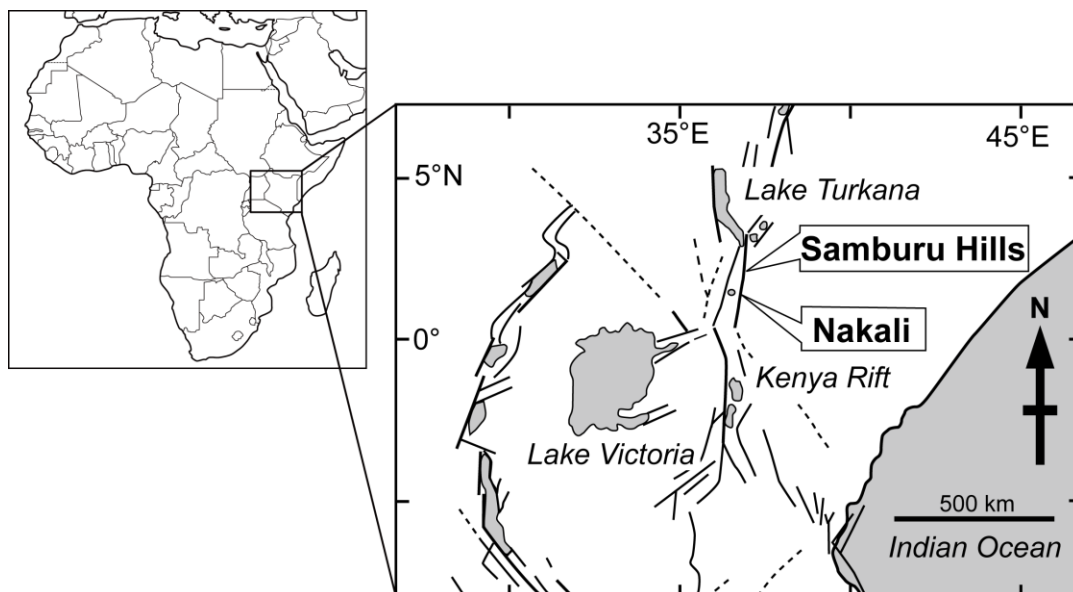 35°E
45°E
5°N
Lake Turkana
Samburu Hills
Nakali
N
0°
Kenya Rift
Lake Victoria
500 km
Indian Ocean